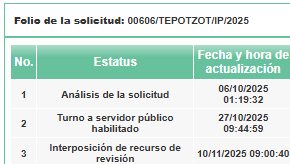 Folio de la solicitud: 00606/TEPOTZOT/IP/2025
No. Estatus Fecha y hora de
actualización
1 Análisis de la solicitud 06/10/2025
01:19:32
2 Turno a servidor público
habilitado 27/10/2025
09:44:59
3 Interposición de recurso de
revisión 10/11/2025 09:00:40